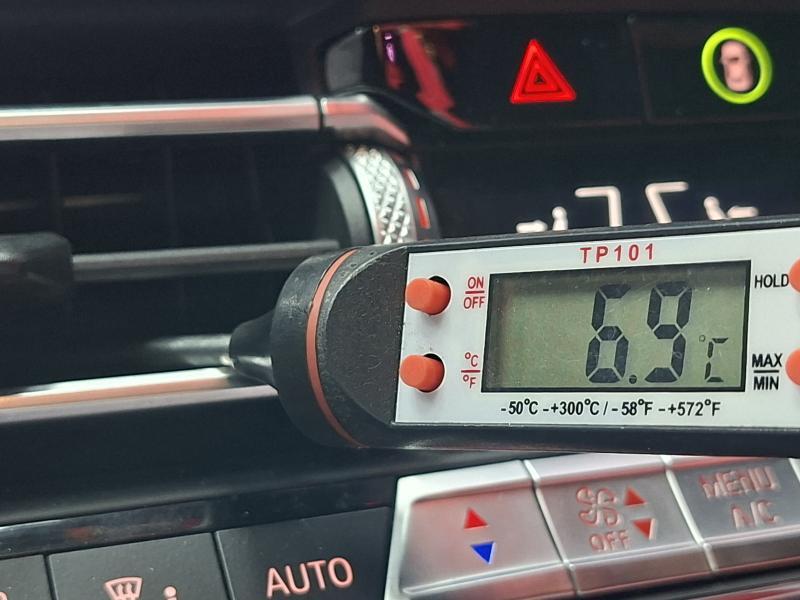 TP101
ON
OFF
HOLD
6.9°C
°C
°F
MAX
MIN
-50°C -+300°C / -58°F -+572°F
MENU
A/C
OFF
AUTO